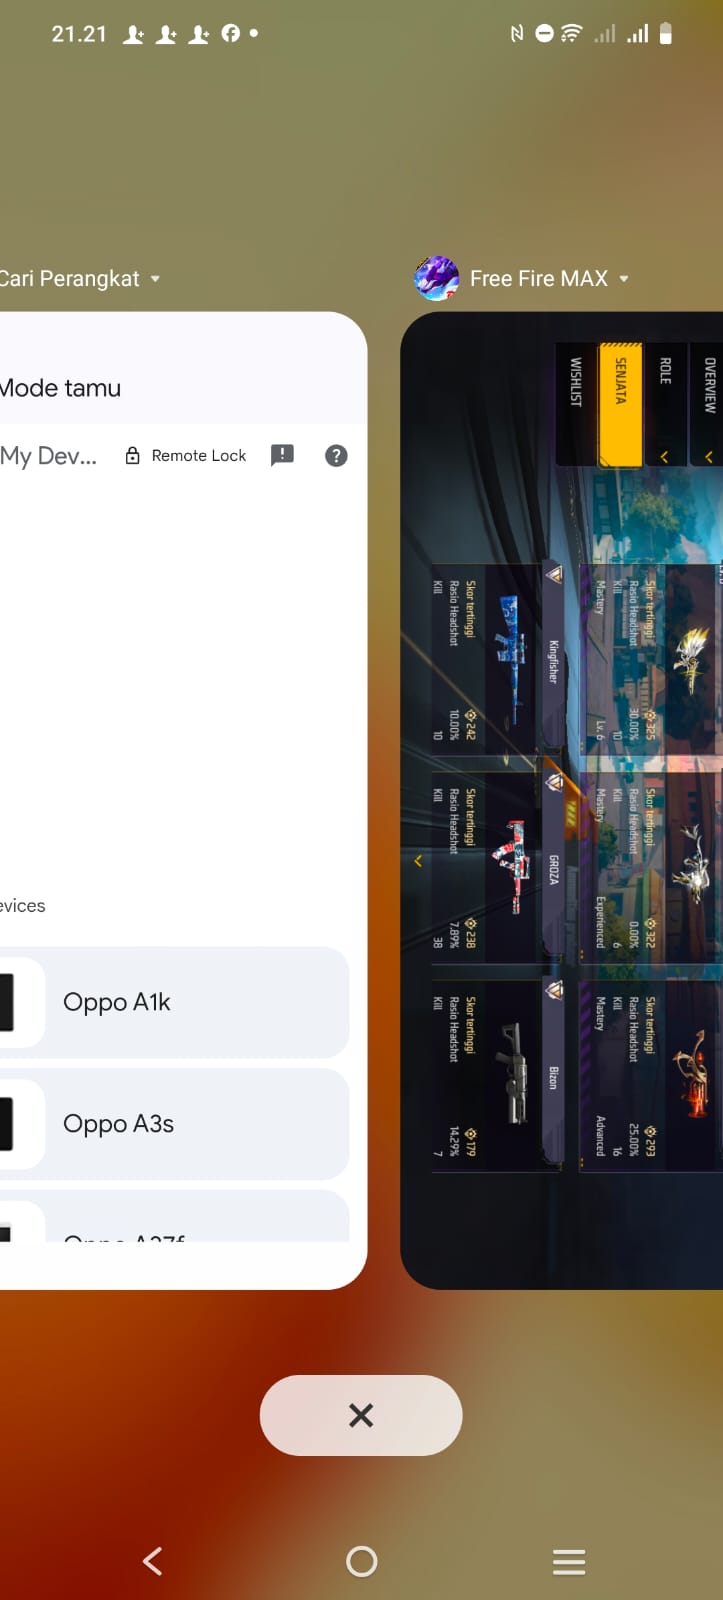 21.21
Cari Perangkat
Free Fire MAX
Mode tamu
My Dev...
Remote Lock
evices
Oppo A1k
Oppo A3s
OVERVIEW
ROLE
SENJATA
WISHLIST
Skor tertinggi 325
Rasio Headshot 30.00%
Kill 10
Mastery Lv. 6
Skor tertinggi 322
Rasio Headshot 0.00%
Kill 6
Mastery Experienced
Skor tertinggi 293
Rasio Headshot 25.00%
Kill 16
Mastery Advanced
Kingfisher
Skor tertinggi 242
Rasio Headshot 10.00%
Kill 10
GROZA
Skor tertinggi 238
Rasio Headshot 7.89%
Kill 38
Bizon
Skor tertinggi 179
Rasio Headshot 14.29%
Kill 7